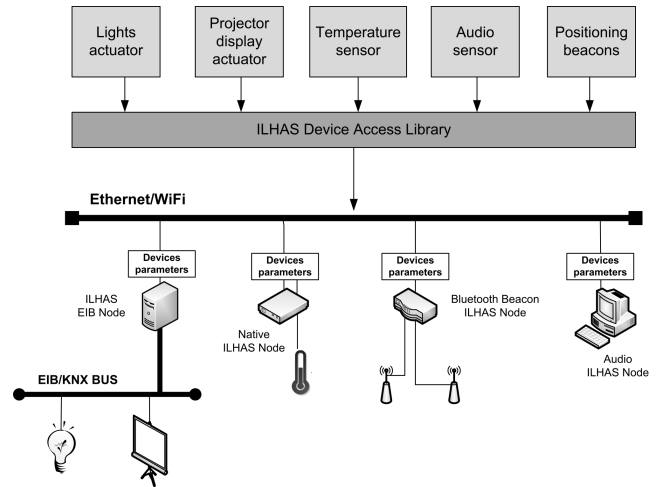 Lights
actuator
Projector
display
actuator
Temperature
sensor
Audio
sensor
Positioning
beacons
ILHAS Device Access Library
Ethernet/WiFi
Devices
parameters
Devices
parameters
Devices
parameters
Devices
parameters
ILHAS
EIB Node
Native
ILHAS Node
Bluetooth Beacon
ILHAS Node
Audio
ILHAS Node
EIB/KNX BUS